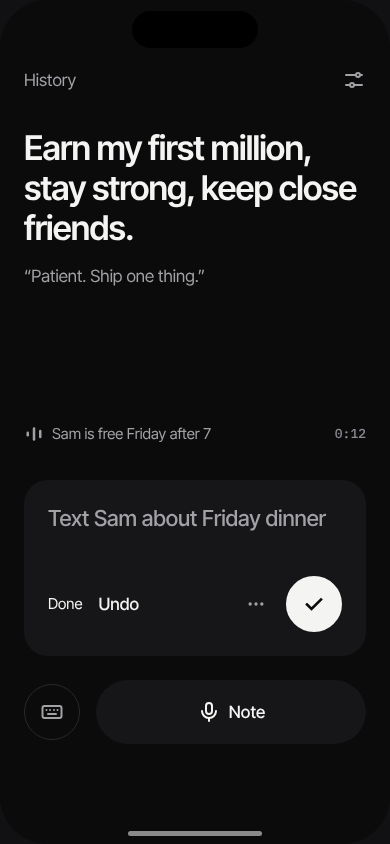 History
Earn my first million,
stay strong, keep close
friends.
“Patient. Ship one thing.”
Sam is free Friday after 7
0:12
Text Sam about Friday dinner
Done Undo
Note